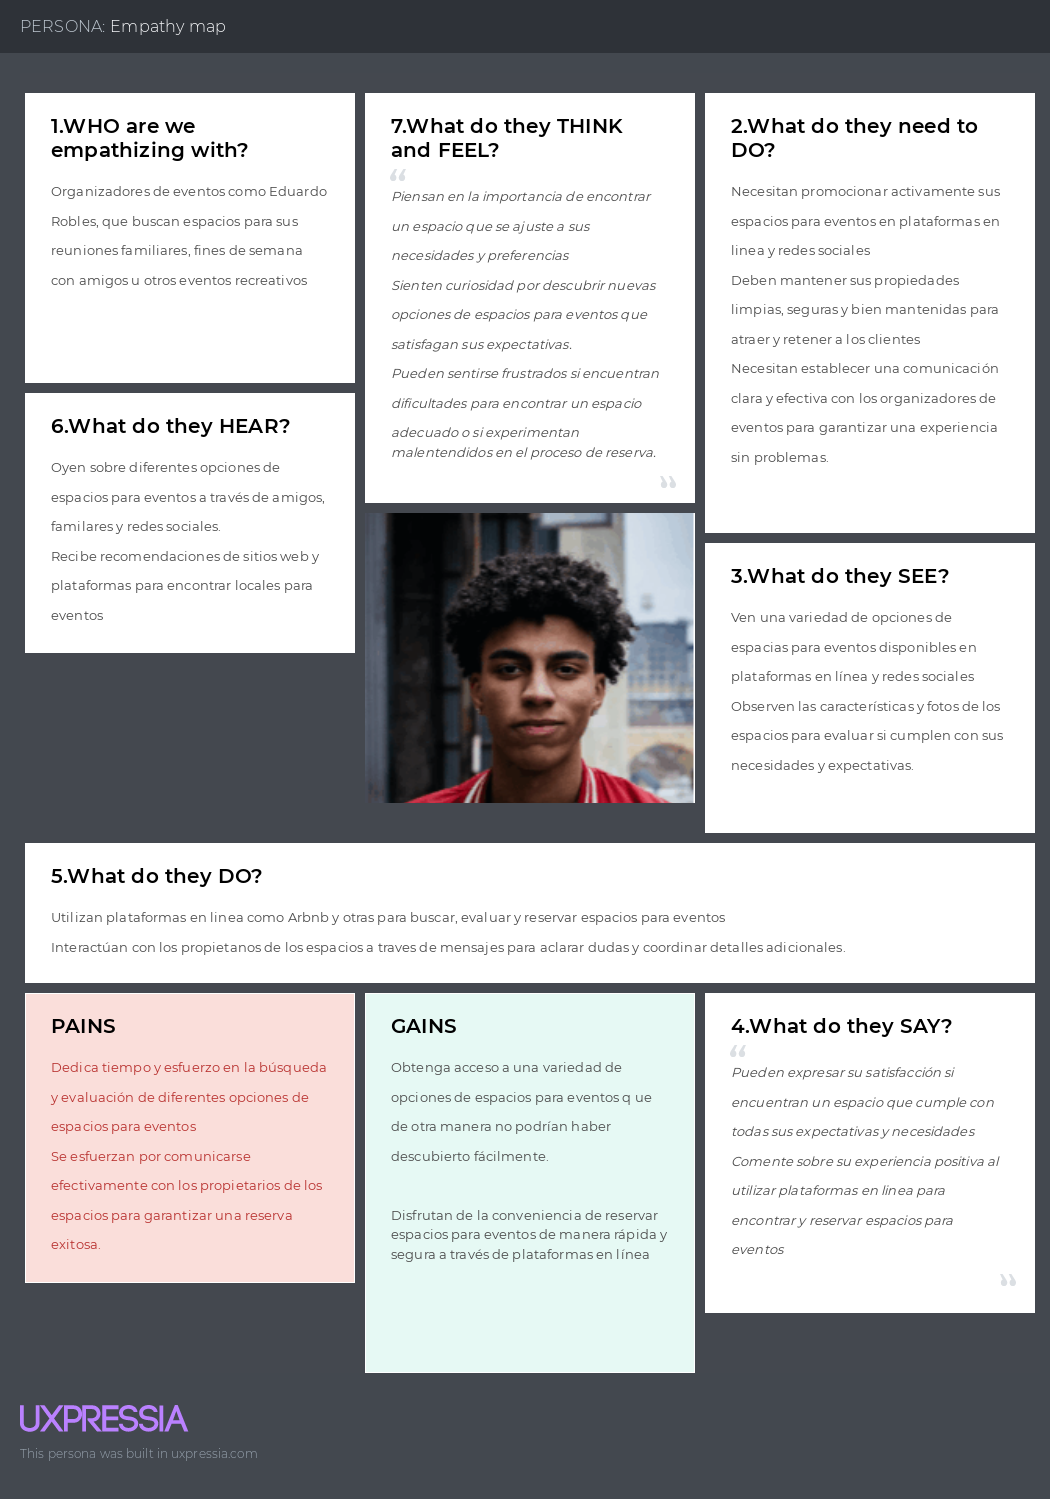 PERSONA: Empathy map
1.WHO are we
empathizing with?
Organizadores de eventos como Eduardo
Robles, que buscan espacios para sus
reuniones familiares, fines de semana
con amigos u otros eventos recreativos
6.What do they HEAR?
Oyen sobre diferentes opciones de
espacios para eventos a través de amigos,
familares y redes sociales.
Recibe recomendaciones de sitios web y
plataformas para encontrar locales para
eventos
7.What do they THINK
and FEEL?
“
Piensan en la importancia de encontrar
un espacio que se ajuste a sus
necesidades y preferencias
Sienten curiosidad por descubrir nuevas
opciones de espacios para eventos que
satisfagan sus expectativas.
Pueden sentirse frustrados si encuentran
dificultades para encontrar un espacio
adecuado o si experimentan
malentendidos en el proceso de reserva.
”
2.What do they need to
DO?
Necesitan promocionar activamente sus
espacios para eventos en plataformas en
linea y redes sociales
Deben mantener sus propiedades
limpias, seguras y bien mantenidas para
atraer y retener a los clientes
Necesitan establecer una comunicación
clara y efectiva con los organizadores de
eventos para garantizar una experiencia
sin problemas.
3.What do they SEE?
Ven una variedad de opciones de
espacias para eventos disponibles en
plataformas en línea y redes sociales
Observen las características y fotos de los
espacios para evaluar si cumplen con sus
necesidades y expectativas.
5.What do they DO?
Utilizan plataformas en linea como Arbnb y otras para buscar, evaluar y reservar espacios para eventos
Interactúan con los propietanos de los espacios a traves de mensajes para aclarar dudas y coordinar detalles adicionales.
PAINS
Dedica tiempo y esfuerzo en la búsqueda
y evaluación de diferentes opciones de
espacios para eventos
Se esfuerzan por comunicarse
efectivamente con los propietarios de los
espacios para garantizar una reserva
exitosa.
GAINS
Obtenga acceso a una variedad de
opciones de espacios para eventos q ue
de otra manera no podrían haber
descubierto fácilmente.
Disfrutan de la conveniencia de reservar
espacios para eventos de manera rápida y
segura a través de plataformas en línea
4.What do they SAY?
“
Pueden expresar su satisfacción si
encuentran un espacio que cumple con
todas sus expectativas y necesidades
Comente sobre su experiencia positiva al
utilizar plataformas en linea para
encontrar y reservar espacios para
eventos
”
UXPRESSIA
This persona was built in uxpressia.com